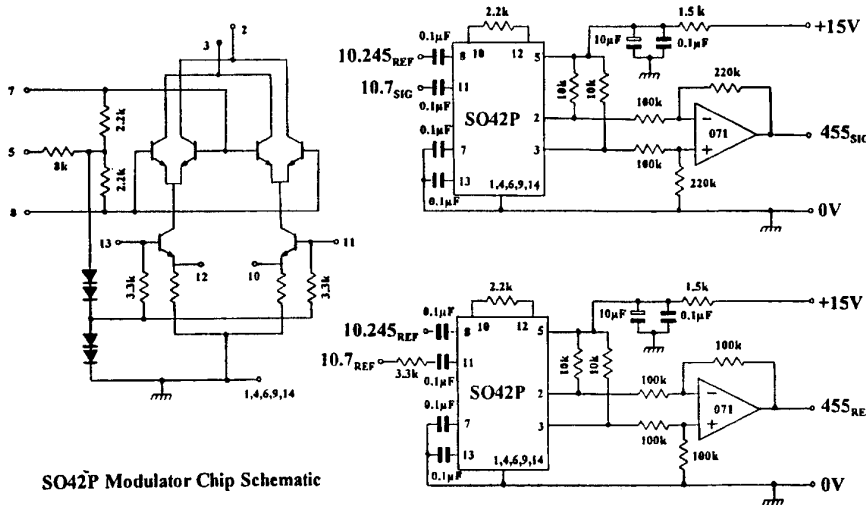 2
3
7
2.2k
5
8k
2.2k
8
13
11
12
10
3.3k
3.3k
1,4,6,9,14
SO42P Modulator Chip Schematic
2.2k
1.5k
+15V
0.1µF
10µF
0.1µF
10.245REF
8
10
12
5
10.7SIG
11
0.1µF
10k
10k
220k
SO42P
0.1µF
2
100k
071
455SIG
7
3
100k
13
1,4,6,9,14
220k
0.1µF
0V
2.2k
1.5k
+15V
0.1µF
10µF
0.1µF
10.245REF
8
10
12
5
10.7REF
3.3k
11
0.1µF
10k
10k
100k
SO42P
0.1µF
2
100k
071
455RE
7
3
100k
13
1,4,6,9,14
100k
0.1µF
0V